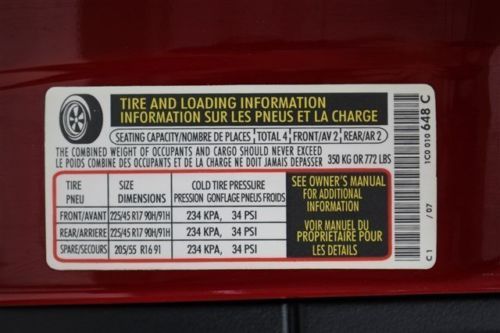 TIRE AND LOADING INFORMATION
INFORMATION SUR LES PNEUS ET LA CHARGE
SEATING CAPACITY/NOMBRE DE PLACES TOTAL 4 FRONT/AV 2 REAR/AR 2
THE COMBINED WEIGHT OF OCCUPANTS AND CARGO SHOULD NEVER EXCEED
LE POIDS COMBINÉ DES OCCUPANTS ET DE LA CHARGE NE DOIT JAMAIS DÉPASSER 350 KG OR 772 LBS
TIRE SIZE COLD TIRE PRESSURE
PNEU DIMENSIONS PRESSION GONFLAGE PNEUS FROIDS
FRONT/AVANT 225/45 R17 90H/91H 234 KPA, 34 PSI
REAR/ARRIERE 225/45 R17 90H/91H 234 KPA, 34 PSI
SPARE/SECOURS 205/55 R16 91 234 KPA, 34 PSI
SEE OWNER'S MANUAL
FOR ADDITIONAL
INFORMATION
VOIR MANUEL DU
PROPRIÉTAIRE POUR
LES DETAILS
1C0 010 648 C
C 1 / 07